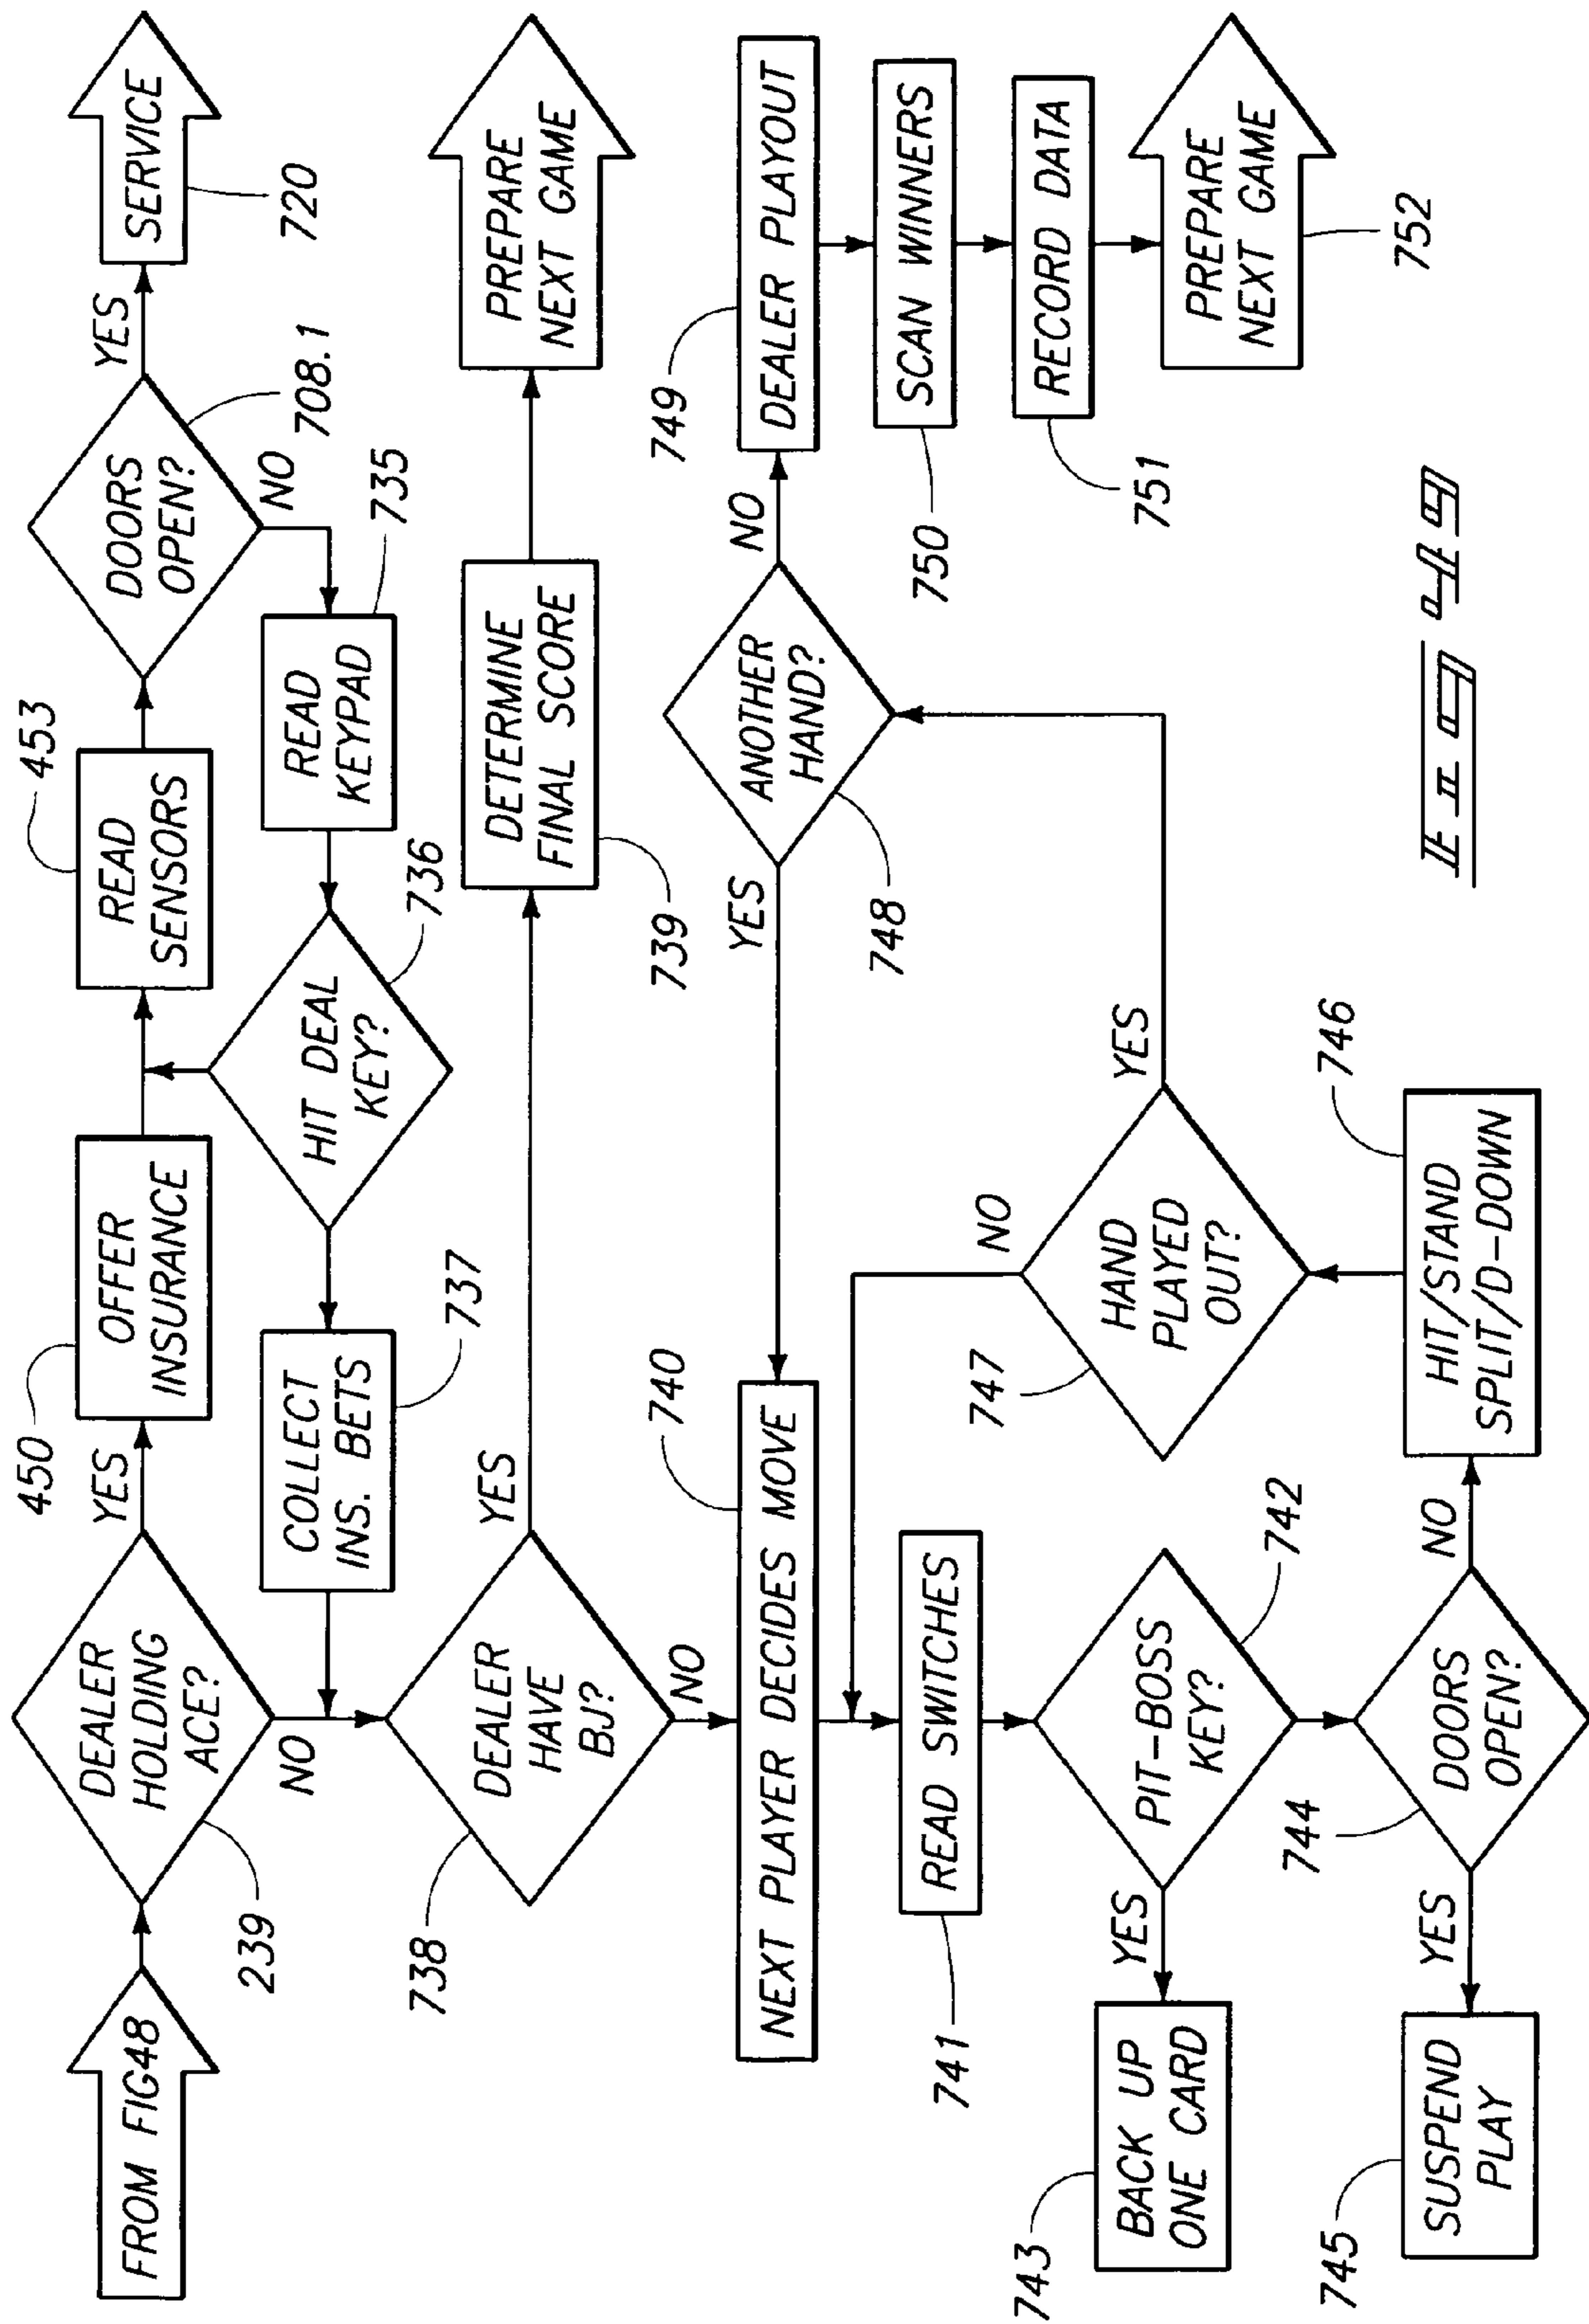 FROM FIG48
DEALER
HOLDING
ACE?
239
YES
NO
450
OFFER
INSURANCE
453
READ
SENSORS
DOORS
OPEN?
708.1
YES
SERVICE
720
NO
READ
KEYPAD
735
HIT DEAL
KEY?
736
COLLECT
INS. BETS
737
DEALER
HAVE
BJ?
738
YES
DETERMINE
FINAL SCORE
739
PREPARE
NEXT GAME
NO
NEXT PLAYER DECIDES MOVE
740
READ SWITCHES
741
PIT-BOSS
KEY?
742
YES
BACK UP
ONE CARD
743
DOORS
OPEN?
744
YES
SUSPEND
PLAY
745
NO
HIT/STAND
SPLIT/D-DOWN
746
HAND
PLAYED
OUT?
747
NO
YES
ANOTHER
HAND?
748
YES
NO
DEALER PLAYOUT
749
SCAN WINNERS
750
RECORD DATA
751
PREPARE
NEXT GAME
752
FIG 49